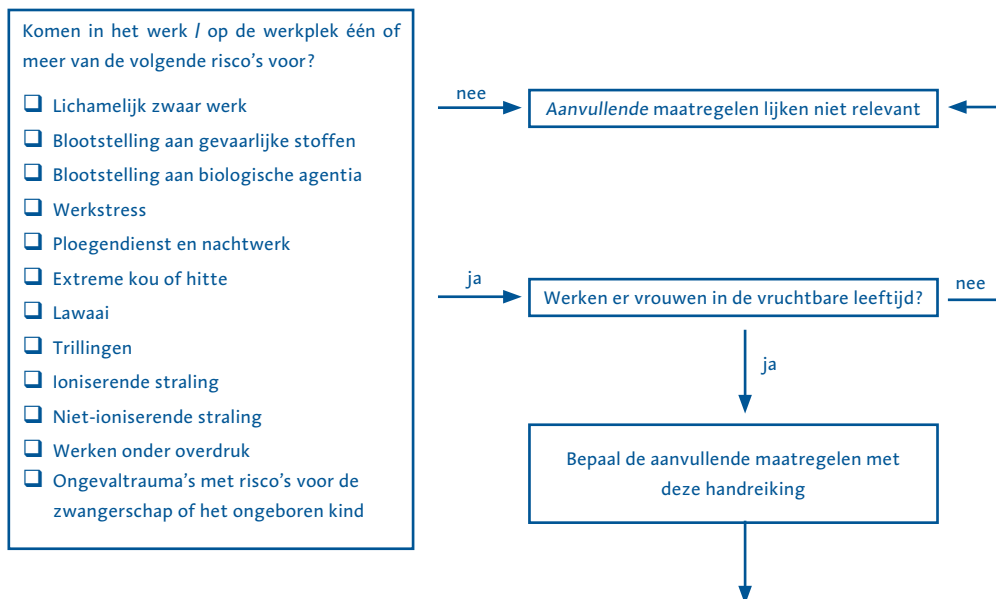 Komen in het werk / op de werkplek één of
meer van de volgende risco's voor?
Lichamelijk zwaar werk
Blootstelling aan gevaarlijke stoffen
Blootstelling aan biologische agentia
Werkstress
Ploegendienst en nachtwerk
Extreme kou of hitte
Lawaai
Trillingen
Ioniserende straling
Niet-ioniserende straling
Werken onder overdruk
Ongevaltrauma's met risico's voor de
zwangerschap of het ongeboren kind
nee
Aanvullende maatregelen lijken niet relevant
ja
Werken er vrouwen in de vruchtbare leeftijd?
nee
ja
Bepaal de aanvullende maatregelen met
deze handreiking